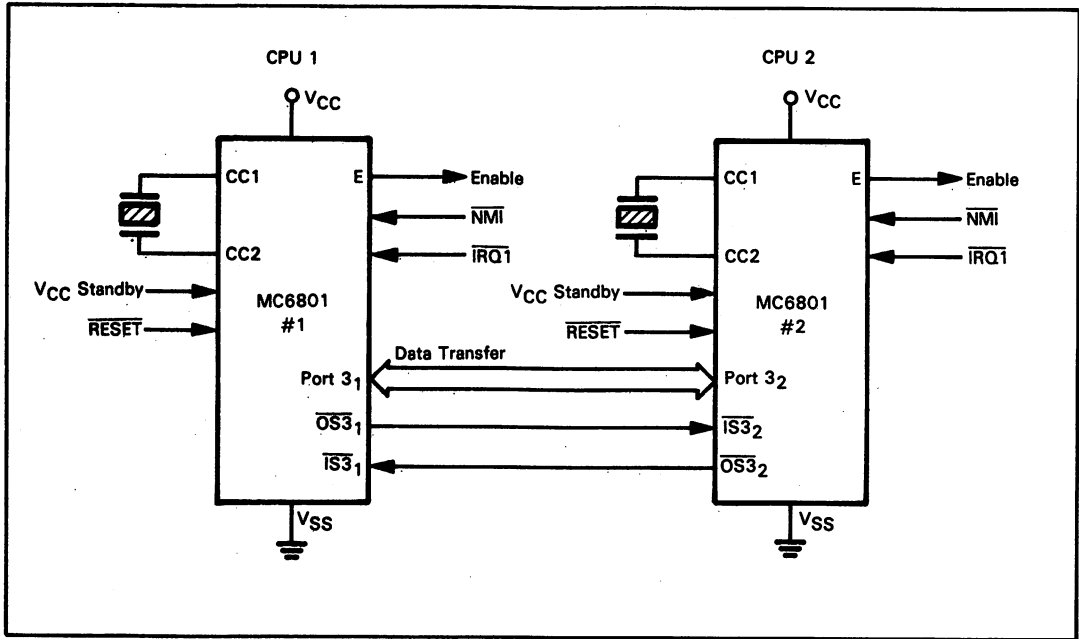 CPU 1
VCC
CC1
E
Enable
NMI
CC2
IRQ1
VCC Standby
MC6801
#1
RESET
Data Transfer
Port 31
OS31
IS31
VSS
CPU 2
VCC
CC1
E
Enable
NMI
CC2
IRQ1
VCC Standby
MC6801
#2
RESET
Port 32
IS32
OS32
VSS